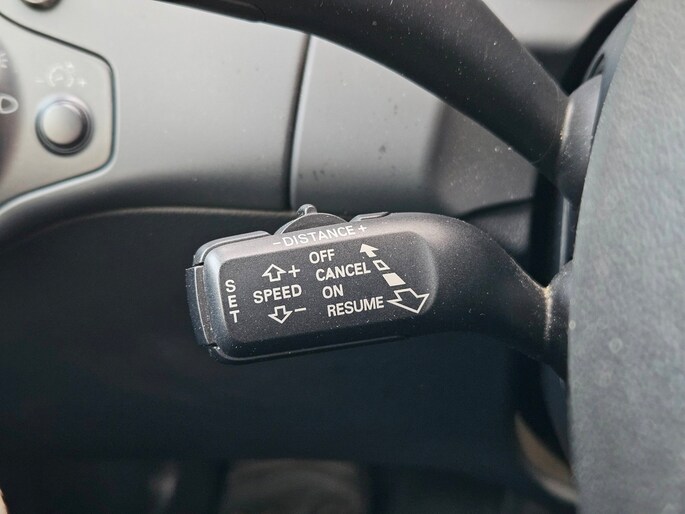 - DISTANCE +
OFF
+ CANCEL
SET SPEED ON
- RESUME